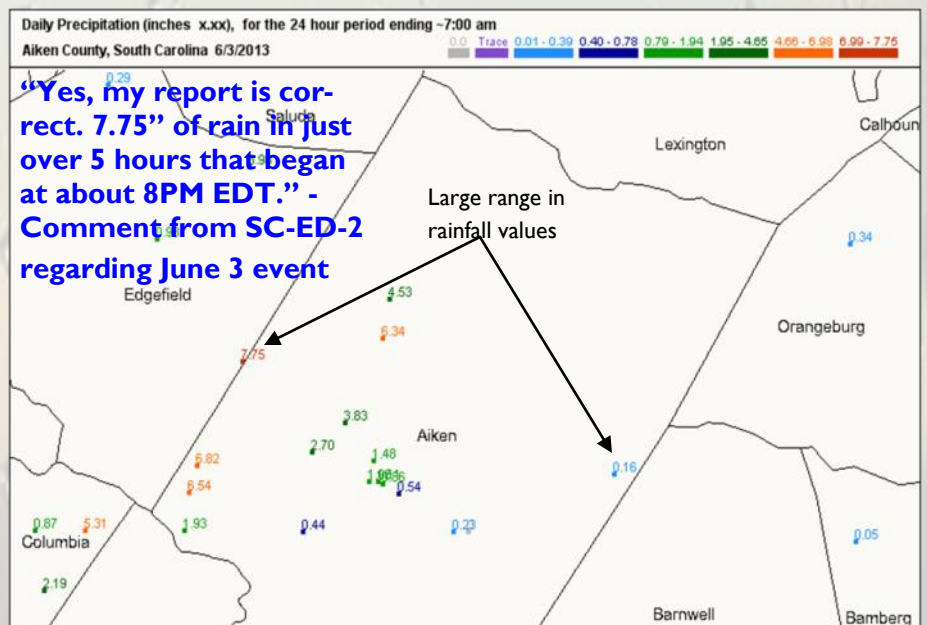 Daily Precipitation (inches x.xx), for the 24 hour period ending ~7:00 am
Aiken County, South Carolina 6/3/2013
0.0 Trace 0.01 - 0.39 0.40 - 0.78 0.79 - 1.94 1.95 - 4.65 4.66 - 6.98 6.99 - 7.75
0.29
“Yes, my report is cor-
rect. 7.75” of rain in just
over 5 hours that began
at about 8PM EDT.” -
Comment from SC-ED-2
regarding June 3 event
Saluda
Calhoun
Lexington
Large range in
rainfall values
0.34
Edgefield
4.53
6.34
Orangeburg
7.75
3.83
Aiken
2.70
1.48
6.82
0.16
6.54
0.54
0.87
5.31
1.93
0.44
0.23
0.05
Columbia
2.19
Barnwell
Bamberg